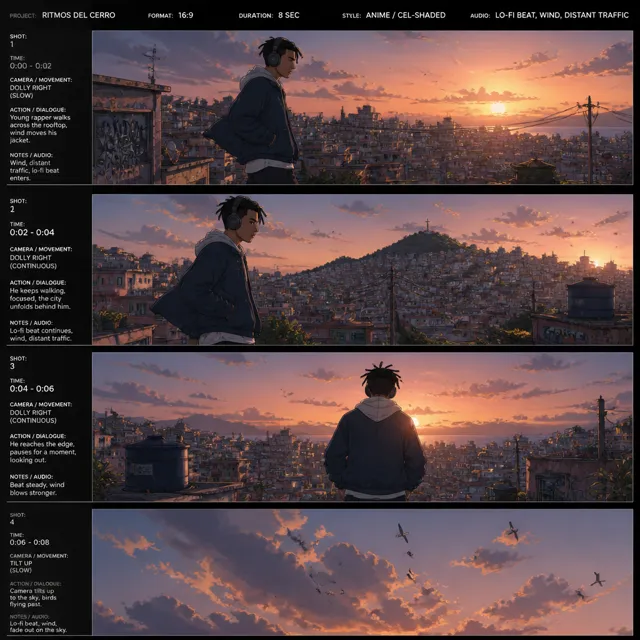 PROJECT: RITMOS DEL CERRO FORMAT: 16:9 DURATION: 8 SEC STYLE: ANIME / CEL-SHADED AUDIO: LO-FI BEAT, WIND, DISTANT TRAFFIC
SHOT:
1
TIME:
0:00 - 0:02
CAMERA / MOVEMENT:
DOLLY RIGHT
(SLOW)
ACTION / DIALOGUE:
Young rapper walks
across the rooftop,
wind moves his
jacket.
NOTES / AUDIO:
Wind, distant
traffic, lo-fi beat
enters.
SHOT:
2
TIME:
0:02 - 0:04
CAMERA / MOVEMENT:
DOLLY RIGHT
(CONTINUOUS)
ACTION / DIALOGUE:
He keeps walking,
focused, the city
unfolds behind him.
NOTES / AUDIO:
Lo-fi beat continues,
wind, distant traffic.
SHOT:
3
TIME:
0:04 - 0:06
CAMERA / MOVEMENT:
DOLLY RIGHT
(CONTINUOUS)
ACTION / DIALOGUE:
He reaches the edge,
pauses for a moment,
looking out.
NOTES / AUDIO:
Beat steady, wind
blows stronger.
SHOT:
4
TIME:
0:06 - 0:08
CAMERA / MOVEMENT:
TILT UP
(SLOW)
ACTION / DIALOGUE:
Camera tilts up
to the sky, birds
flying past.
NOTES / AUDIO:
Lo-fi beat, wind,
fade out on the sky.